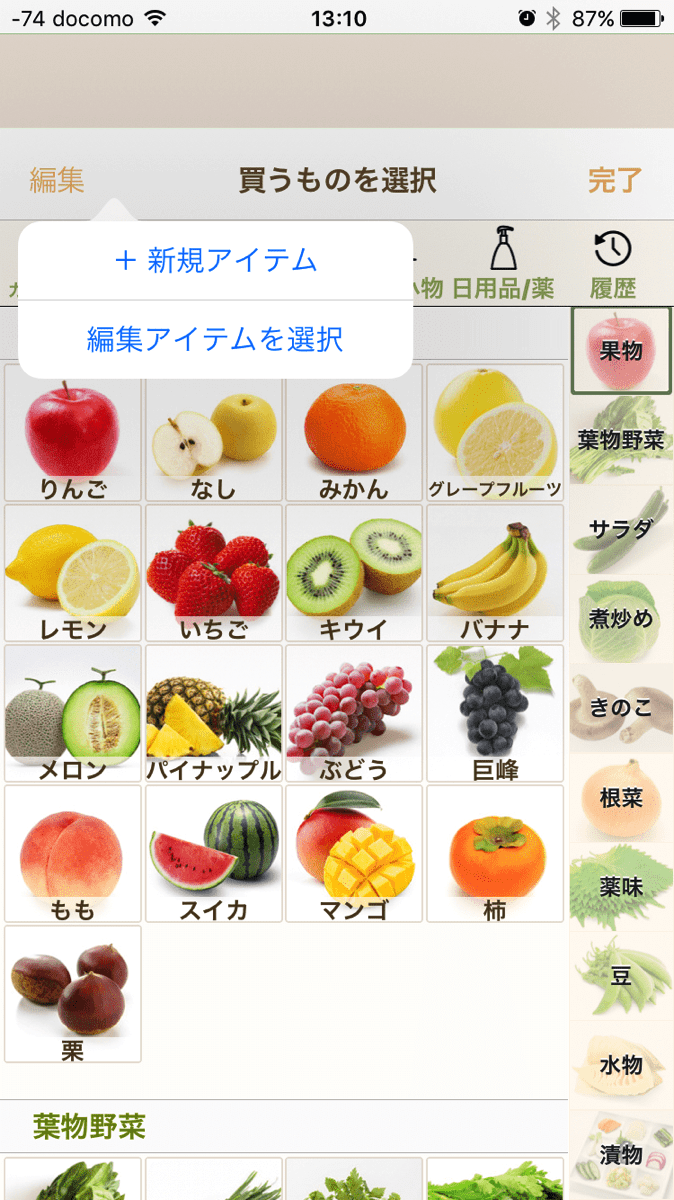 -74 docomo 13:10 87%
編集 買うものを選択 完了
+ 新規アイテム
編集アイテムを選択
小物 日用品/薬 履歴
りんご なし みかん グレープフルーツ
レモン いちご キウイ バナナ
メロン パイナップル ぶどう 巨峰
もも スイカ マンゴ 柿
栗
葉物野菜
果物
葉物野菜
サラダ
煮炒め
きのこ
根菜
薬味
豆
水物
漬物